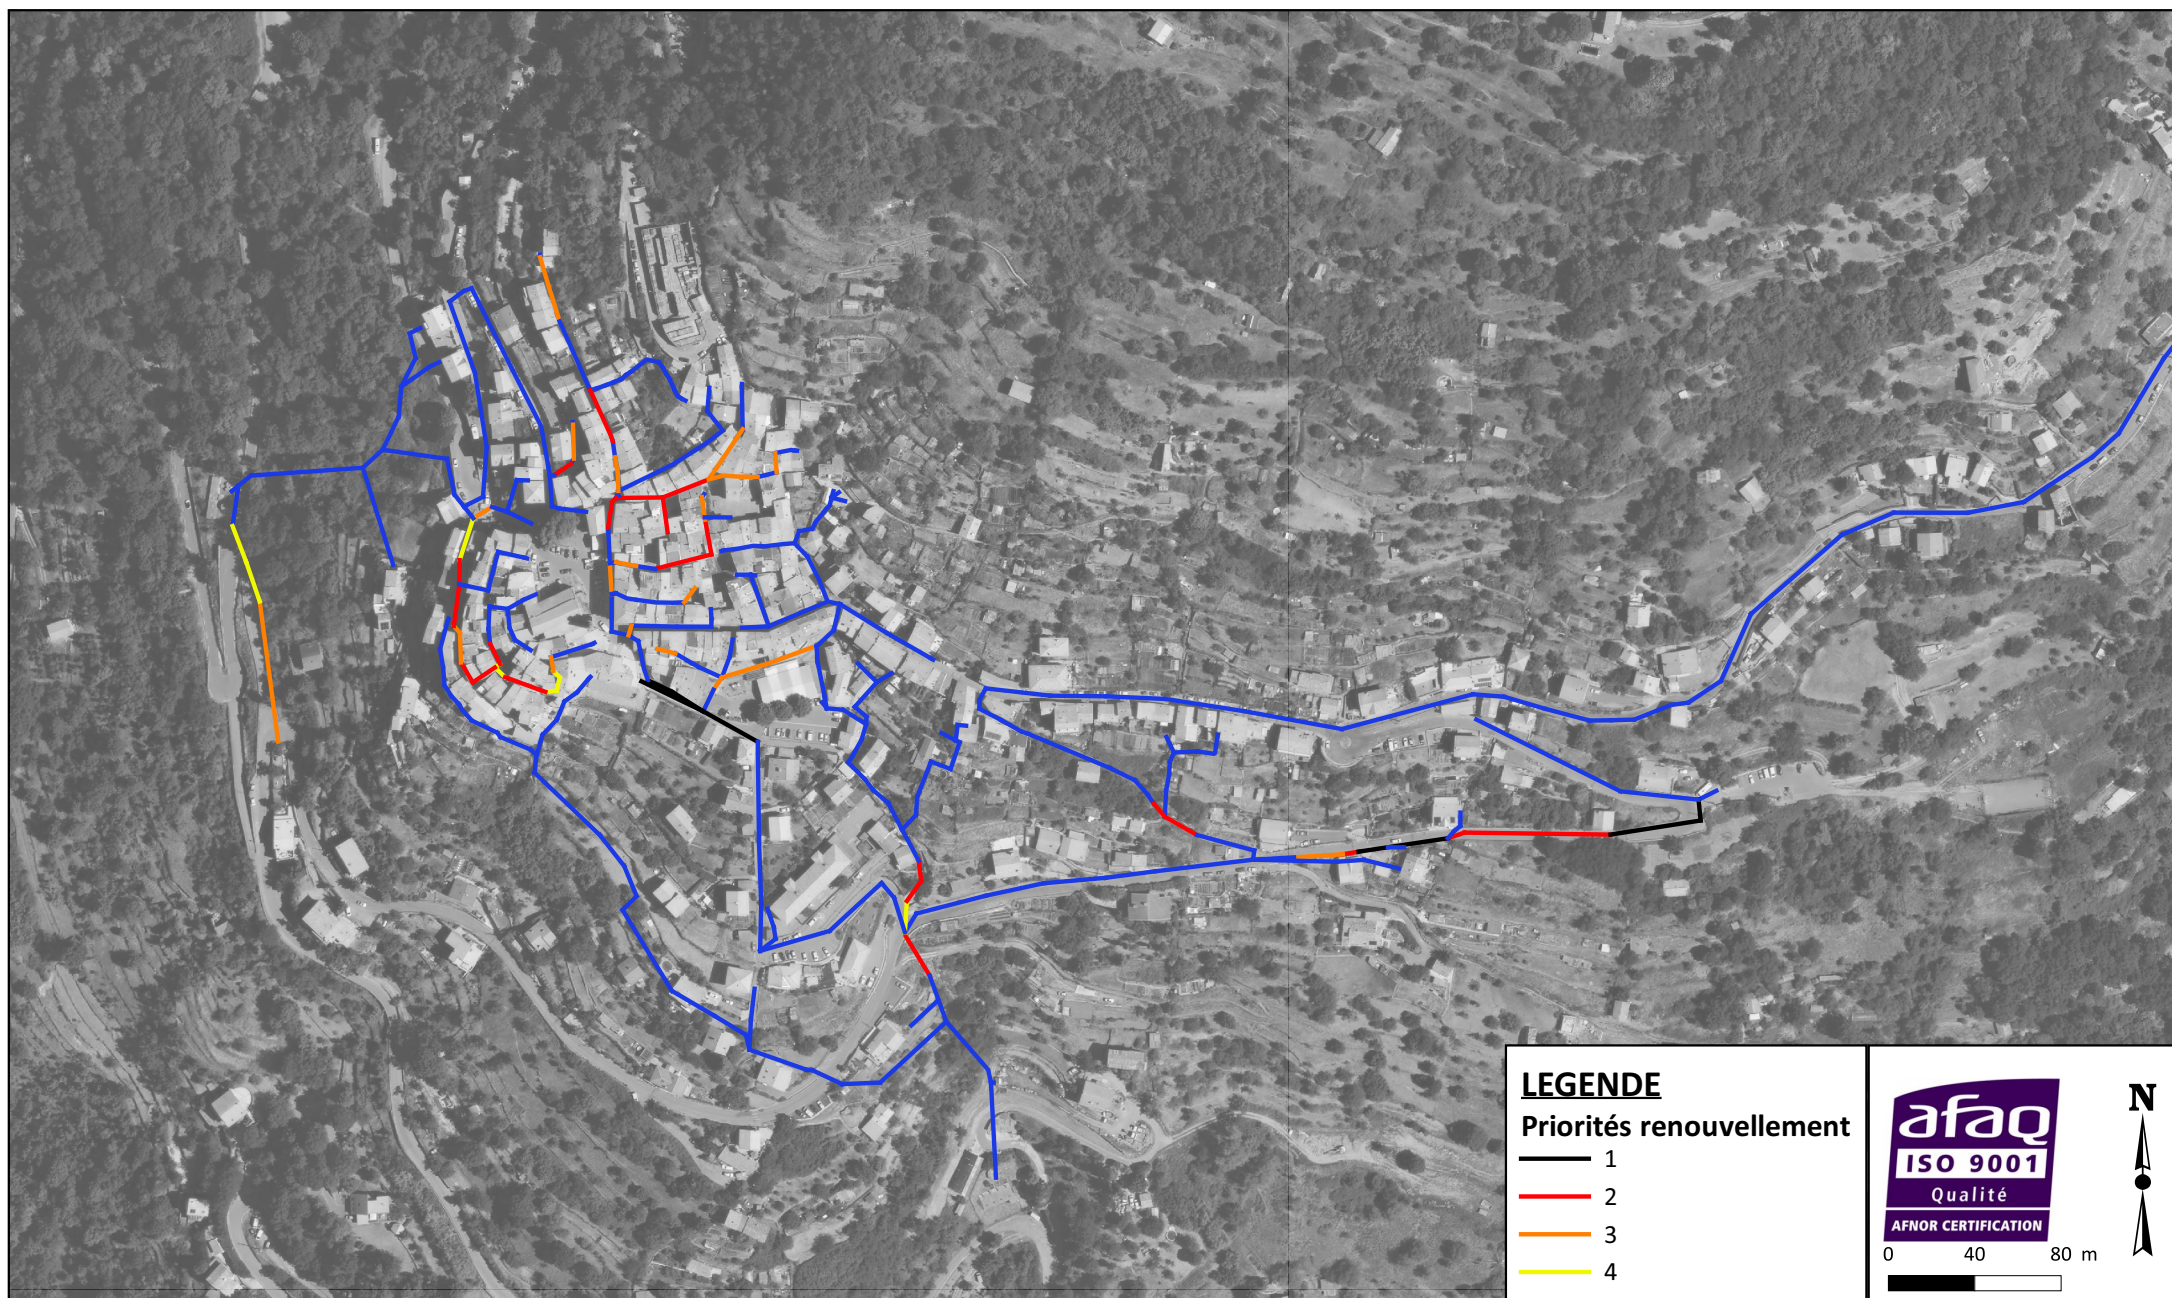 LEGENDE
Priorités renouvellement
1
2
3
4
afaq
ISO 9001
Qualité
AFNOR CERTIFICATION
N
0 40 80 m